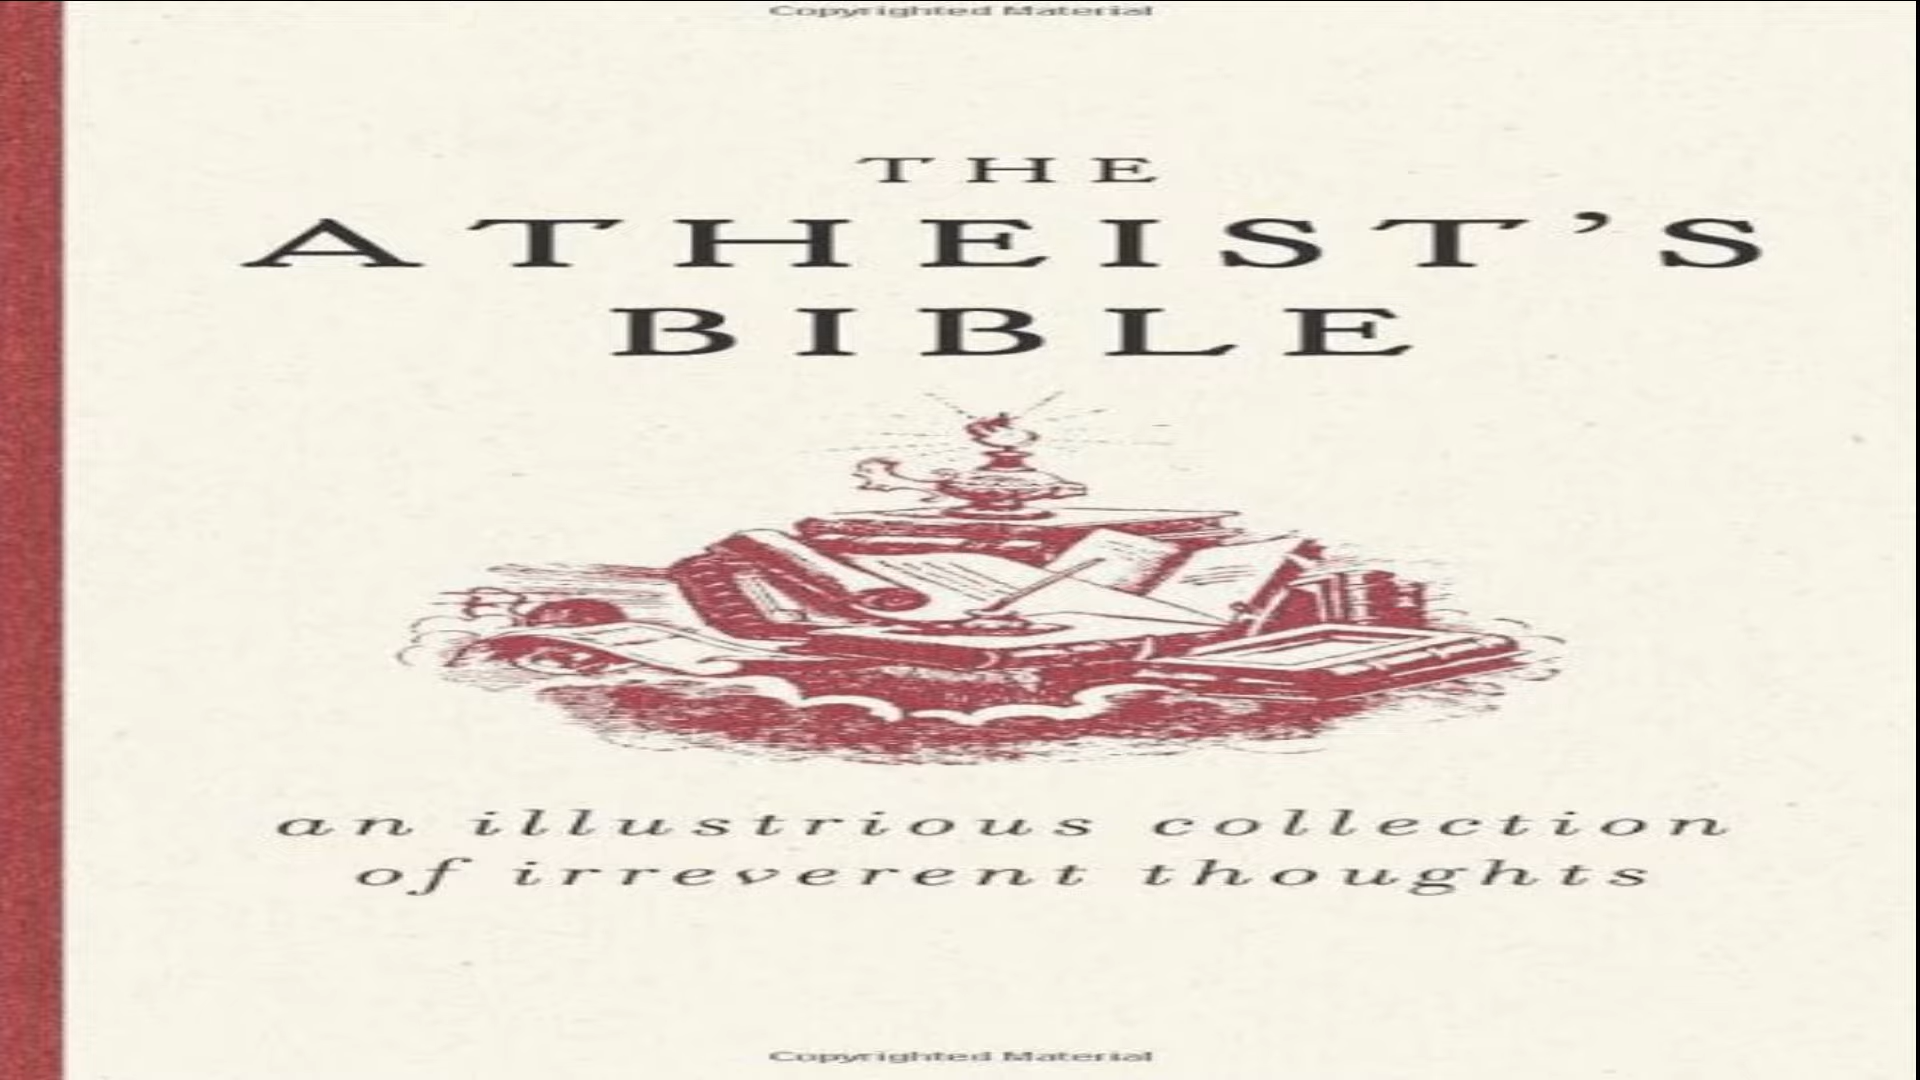 Copyrighted Material
THE
ATHEIST'S
BIBLE
an illustrious collection
of irreverent thoughts
Copyrighted Material